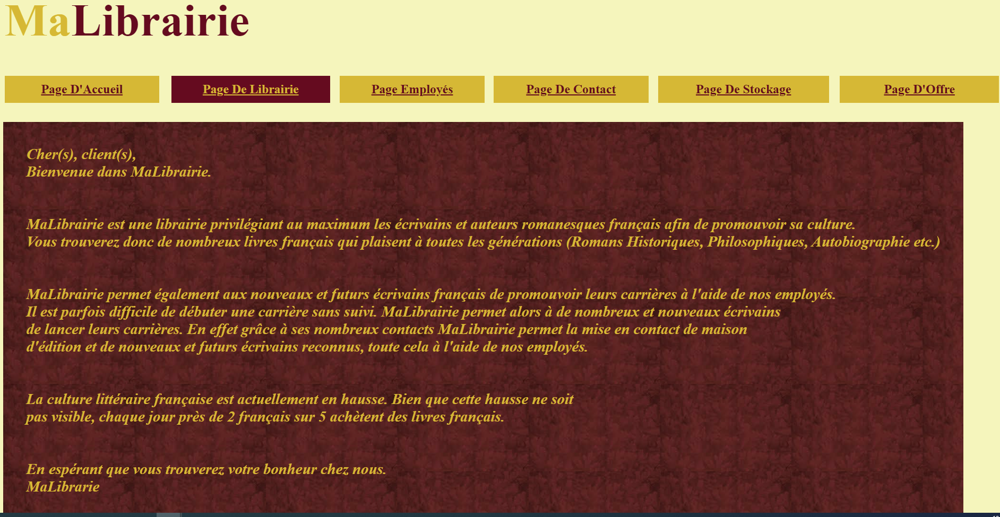 MaLibrairie
Page D'Accueil
Page De Librairie
Page Employés
Page De Contact
Page De Stockage
Page D'Offre
Cher(s), client(s),
Bienvenue dans MaLibrairie.
MaLibrairie est une librairie privilégiant au maximum les écrivains et auteurs romanesques français afin de promouvoir sa culture.
Vous trouverez donc de nombreux livres français qui plaisent à toutes les générations (Romans Historiques, Philosophiques, Autobiographie etc.)
MaLibrairie permet également aux nouveaux et futurs écrivains français de promouvoir leurs carrières à l'aide de nos employés.
Il est parfois difficile de débuter une carrière sans suivi. MaLibrairie permet alors à de nombreux et nouveaux écrivains
de lancer leurs carrières. En effet grâce à ses nombreux contacts MaLibrairie permet la mise en contact de maison
d'édition et de nouveaux et futurs écrivains reconnus, toute cela à l'aide de nos employés.
La culture littéraire française est actuellement en hausse. Bien que cette hausse ne soit
pas visible, chaque jour près de 2 français sur 5 achètent des livres français.
En espérant que vous trouverez votre bonheur chez nous.
MaLibrarie